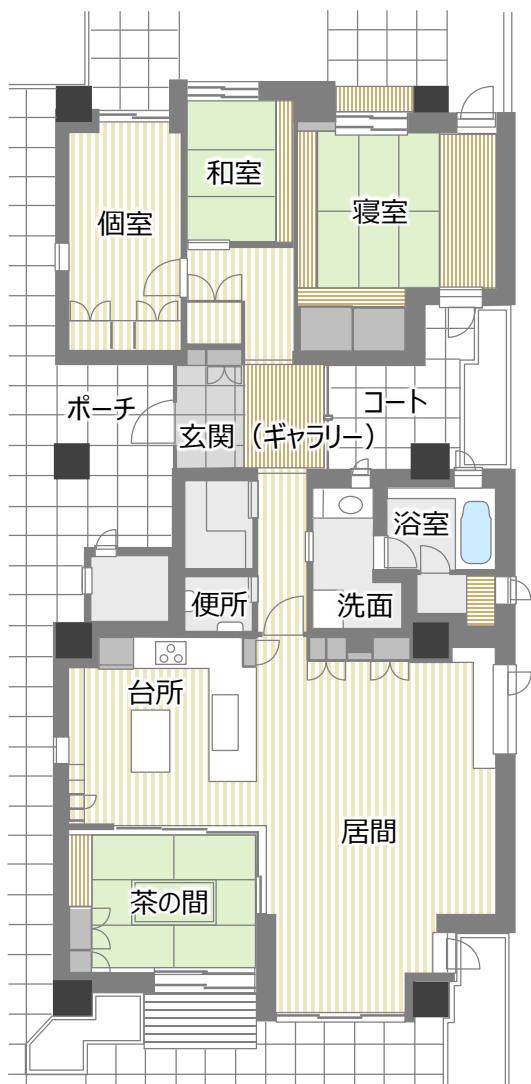 和室
個室
寝室
ポーチ
コート
玄関（ギャラリー）
浴室
便所
洗面
台所
居間
茶の間